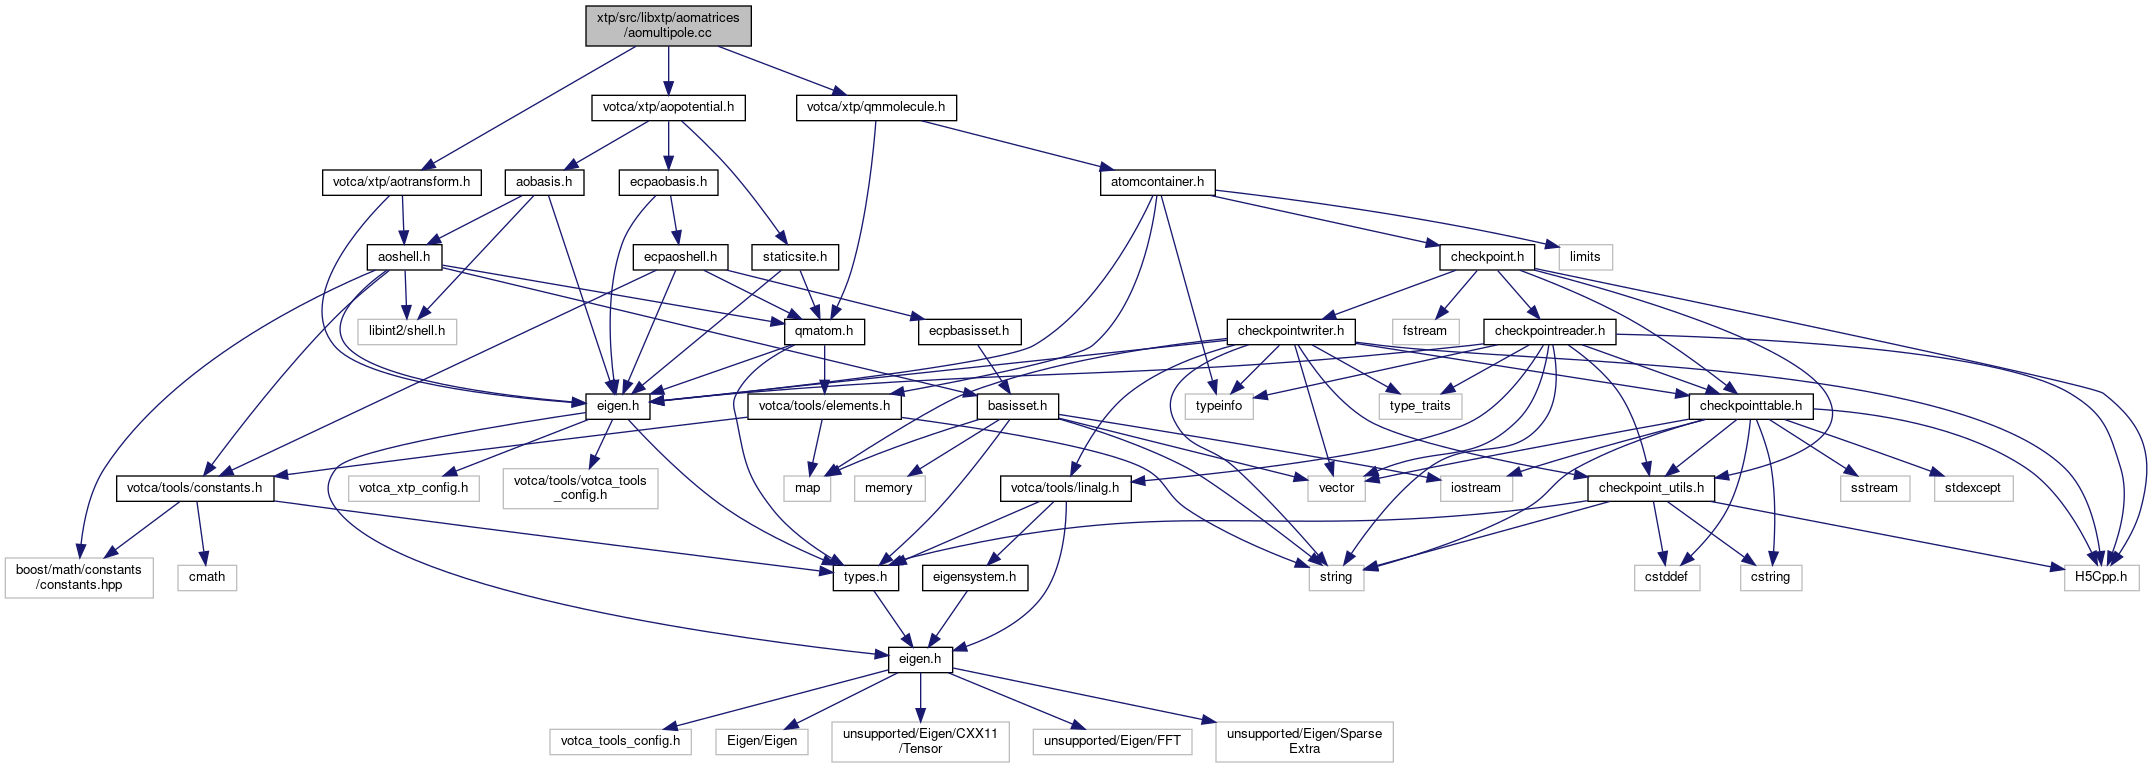 xtp/src/libxtp/aomatrices
/aomultipole.cc
votca/xtp/aopotential.h
votca/xtp/qmmolecule.h
votca/xtp/aotransform.h
aobasis.h
ecpaobasis.h
atomcontainer.h
aoshell.h
ecpaoshell.h
staticsite.h
checkpoint.h
limits
libint2/shell.h
qmatom.h
ecpbasisset.h
checkpointwriter.h
fstream
checkpointreader.h
eigen.h
votca/tools/elements.h
basisset.h
typeinfo
type_traits
checkpointtable.h
votca/tools/constants.h
votca_xtp_config.h
votca/tools/votca_tools
_config.h
map
memory
votca/tools/linalg.h
vector
iostream
checkpoint_utils.h
sstream
stdexcept
boost/math/constants
/constants.hpp
cmath
types.h
eigensystem.h
string
cstddef
cstring
H5Cpp.h
eigen.h
votca_tools_config.h
Eigen/Eigen
unsupported/Eigen/CXX11
/Tensor
unsupported/Eigen/FFT
unsupported/Eigen/Sparse
Extra